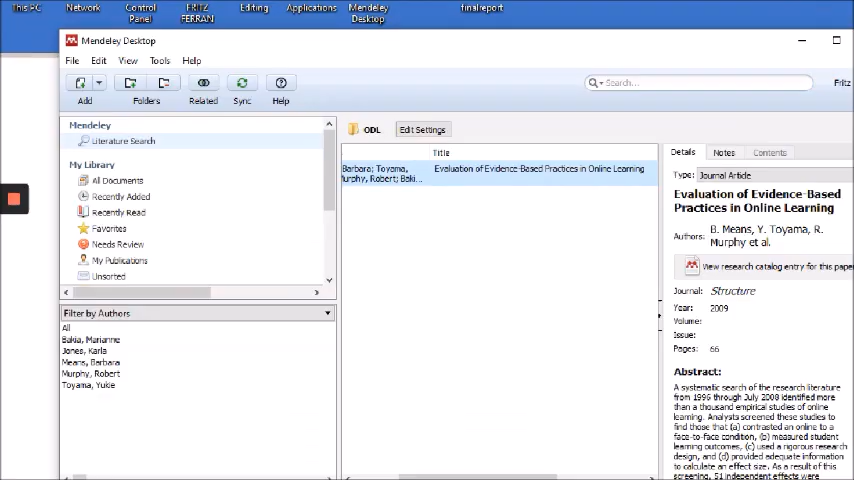 This PC
Network
Control Panel
FRITZ FERRAN
Editing
Applications
Mendeley Desktop
finalreport
Mendeley Desktop
File Edit View Tools Help
Add Folders Related Sync Help
Search...
Fritz
Mendeley
Literature Search
My Library
All Documents
Recently Added
Recently Read
Favorites
Needs Review
My Publications
Unsorted
Filter by Authors
All
Bakia, Marianne
Jones, Karla
Means, Barbara
Murphy, Robert
Toyama, Yukie
ODL Edit Settings
Title
Barbara; Toyama,
Murphy, Robert; Baki...
Evaluation of Evidence-Based Practices in Online Learning
Details Notes Contents
Type: Journal Article
Evaluation of Evidence-Based
Practices in Online Learning
Authors: B. Means, Y. Toyama, R.
Murphy et al.
View research catalog entry for this paper
Journal: Structure
Year: 2009
Volume:
Issue:
Pages: 66
Abstract:
A systematic search of the research literature
from 1996 through July 2008 identified more
than a thousand empirical studies of online
learning. Analysts screened these studies to
find those that (a) contrasted an online to a
face-to-face condition, (b) measured student
learning outcomes, (c) used a rigorous research
design, and (d) provided adequate information
to calculate an effect size. As a result of this
screening, 51 independent effects were